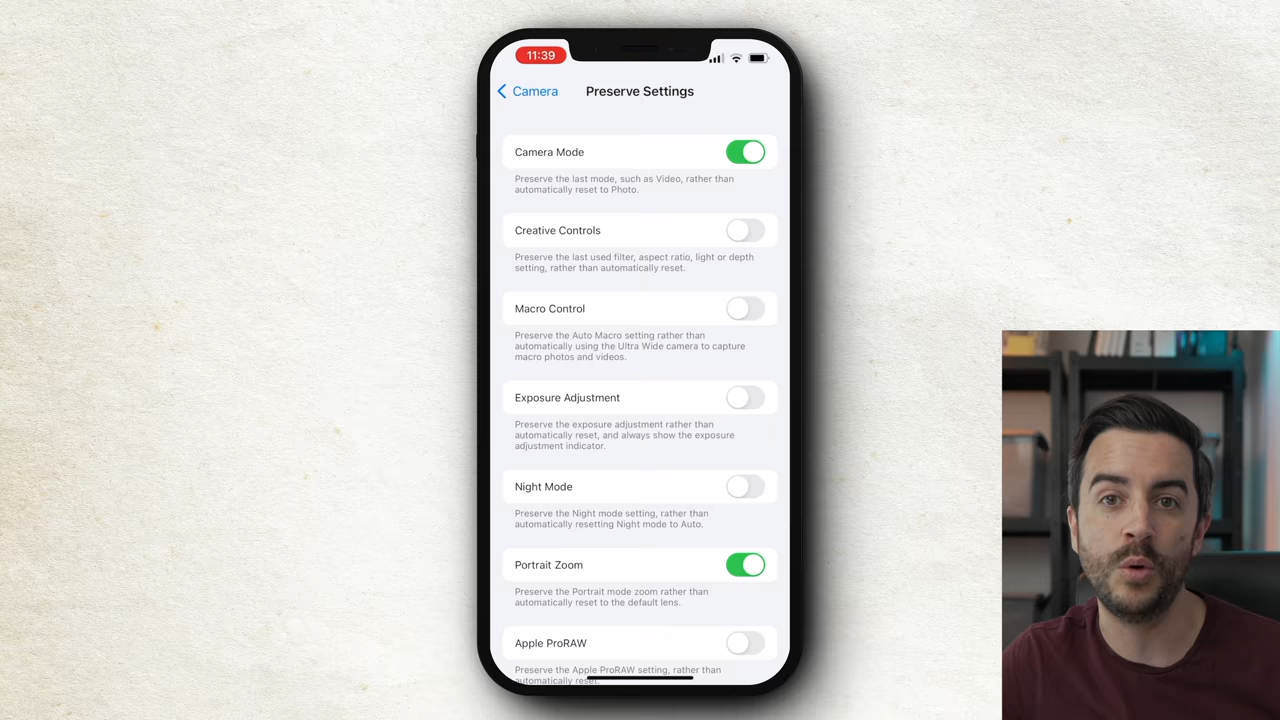 11:39
Camera
Preserve Settings
Camera Mode
Preserve the last mode, such as Video, rather than
automatically reset to Photo.
Creative Controls
Preserve the last used filter, aspect ratio, light or depth
setting, rather than automatically reset.
Macro Control
Preserve the Auto Macro setting rather than
automatically using the Ultra Wide camera to capture
macro photos and videos.
Exposure Adjustment
Preserve the exposure adjustment rather than
automatically reset, and always show the exposure
adjustment indicator.
Night Mode
Preserve the Night mode setting, rather than
automatically resetting Night mode to Auto.
Portrait Zoom
Preserve the Portrait mode zoom rather than
automatically reset to the default lens.
Apple ProRAW
Preserve the Apple ProRAW setting, rather than
automatically reset.